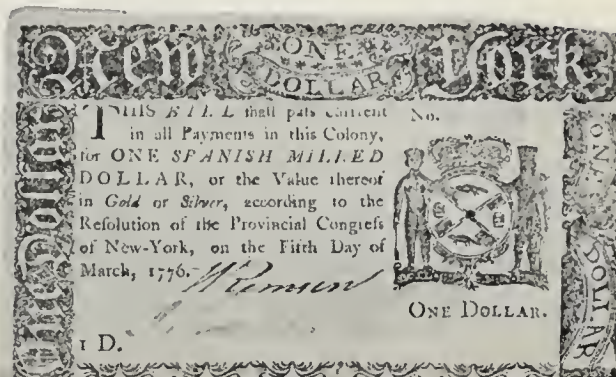 New ONE DOLLAR York
THIS BILL shall paſs current
in all Payments in this Colony,
for ONE SPANISH MILLED
DOLLAR, or the Value thereof
in Gold or Silver, according to the
Reſolution of the Provincial Congreſs
of New-York, on the Fifth Day of
March, 1776.
1 D.
No.
ONE DOLLAR.
One Dollar
ONE
DOLLAR